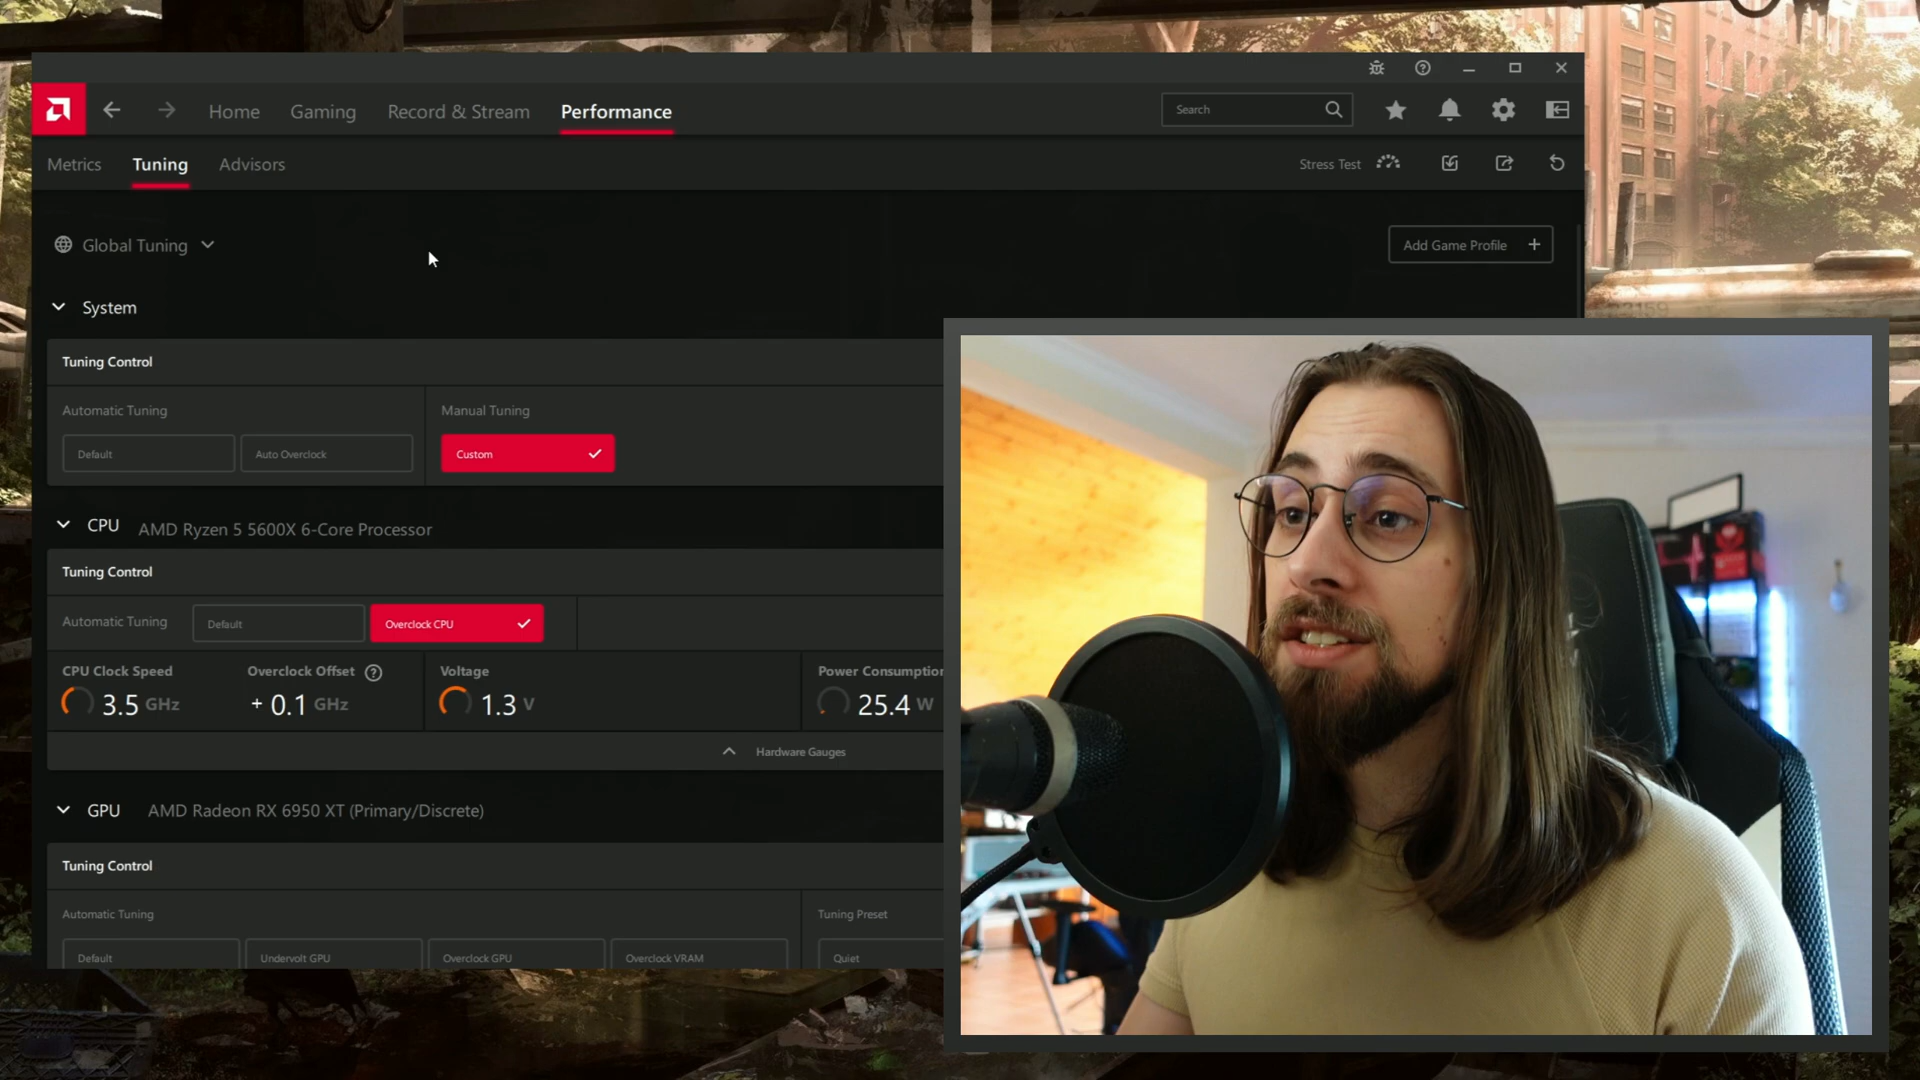 Home Gaming Record & Stream Performance Search
Metrics Tuning Advisors Stress Test
Global Tuning Add Game Profile
System
Tuning Control
Automatic Tuning Manual Tuning
Default Auto Overclock Custom
CPU AMD Ryzen 5 5600X 6-Core Processor
Tuning Control
Automatic Tuning Default Overclock CPU
CPU Clock Speed Overclock Offset Voltage Power Consumption
3.5 GHz + 0.1 GHz 1.3 V 25.4 W
Hardware Gauges
GPU AMD Radeon RX 6950 XT (Primary/Discrete)
Tuning Control
Automatic Tuning Tuning Preset
Default Undervolt GPU Overclock GPU Overclock VRAM Quiet